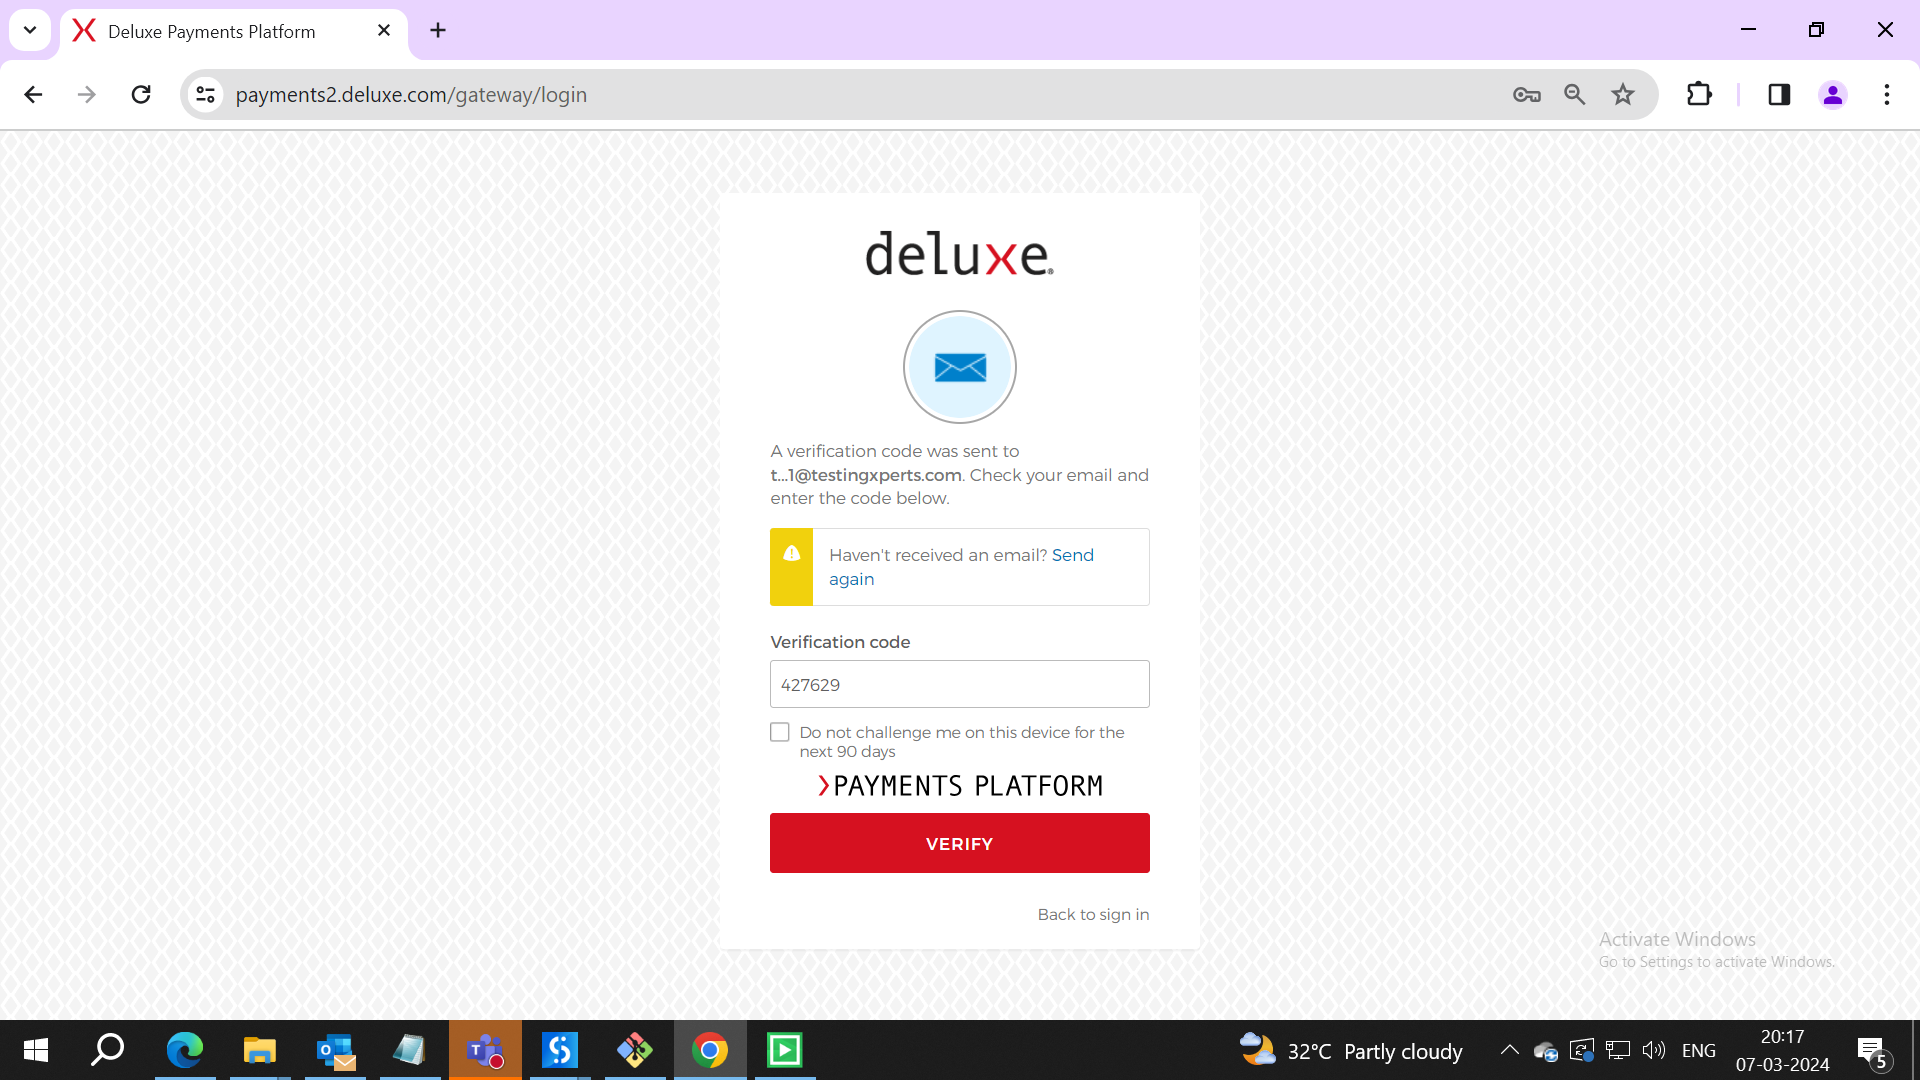 Deluxe Payments Platform
payments2.deluxe.com/gateway/login
deluxe®
A verification code was sent to
t...1@testingxperts.com. Check your email and
enter the code below.
Haven't received an email? Send
again
Verification code
427629
Do not challenge me on this device for the
next 90 days
PAYMENTS PLATFORM
VERIFY
Back to sign in
Activate Windows
Go to Settings to activate Windows.
32°C Partly cloudy
ENG
20:17
07-03-2024
5